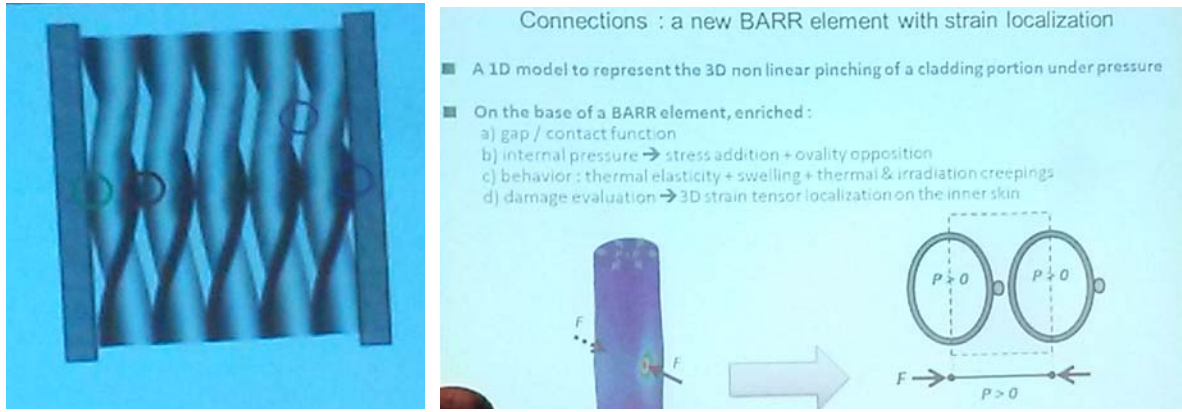 Connections : a new BARR element with strain localization
A 1D model to represent the 3D non linear pinching of a cladding portion under pressure
On the base of a BARR element, enriched :
a) gap / contact function
b) internal pressure → stress addition + ovality opposition
c) behavior : thermal elasticity + swelling + thermal & irradiation creepings
d) damage evaluation → 3D strain tensor localization on the inner skin
P > 0
P > 0
F
F
F
P > 0